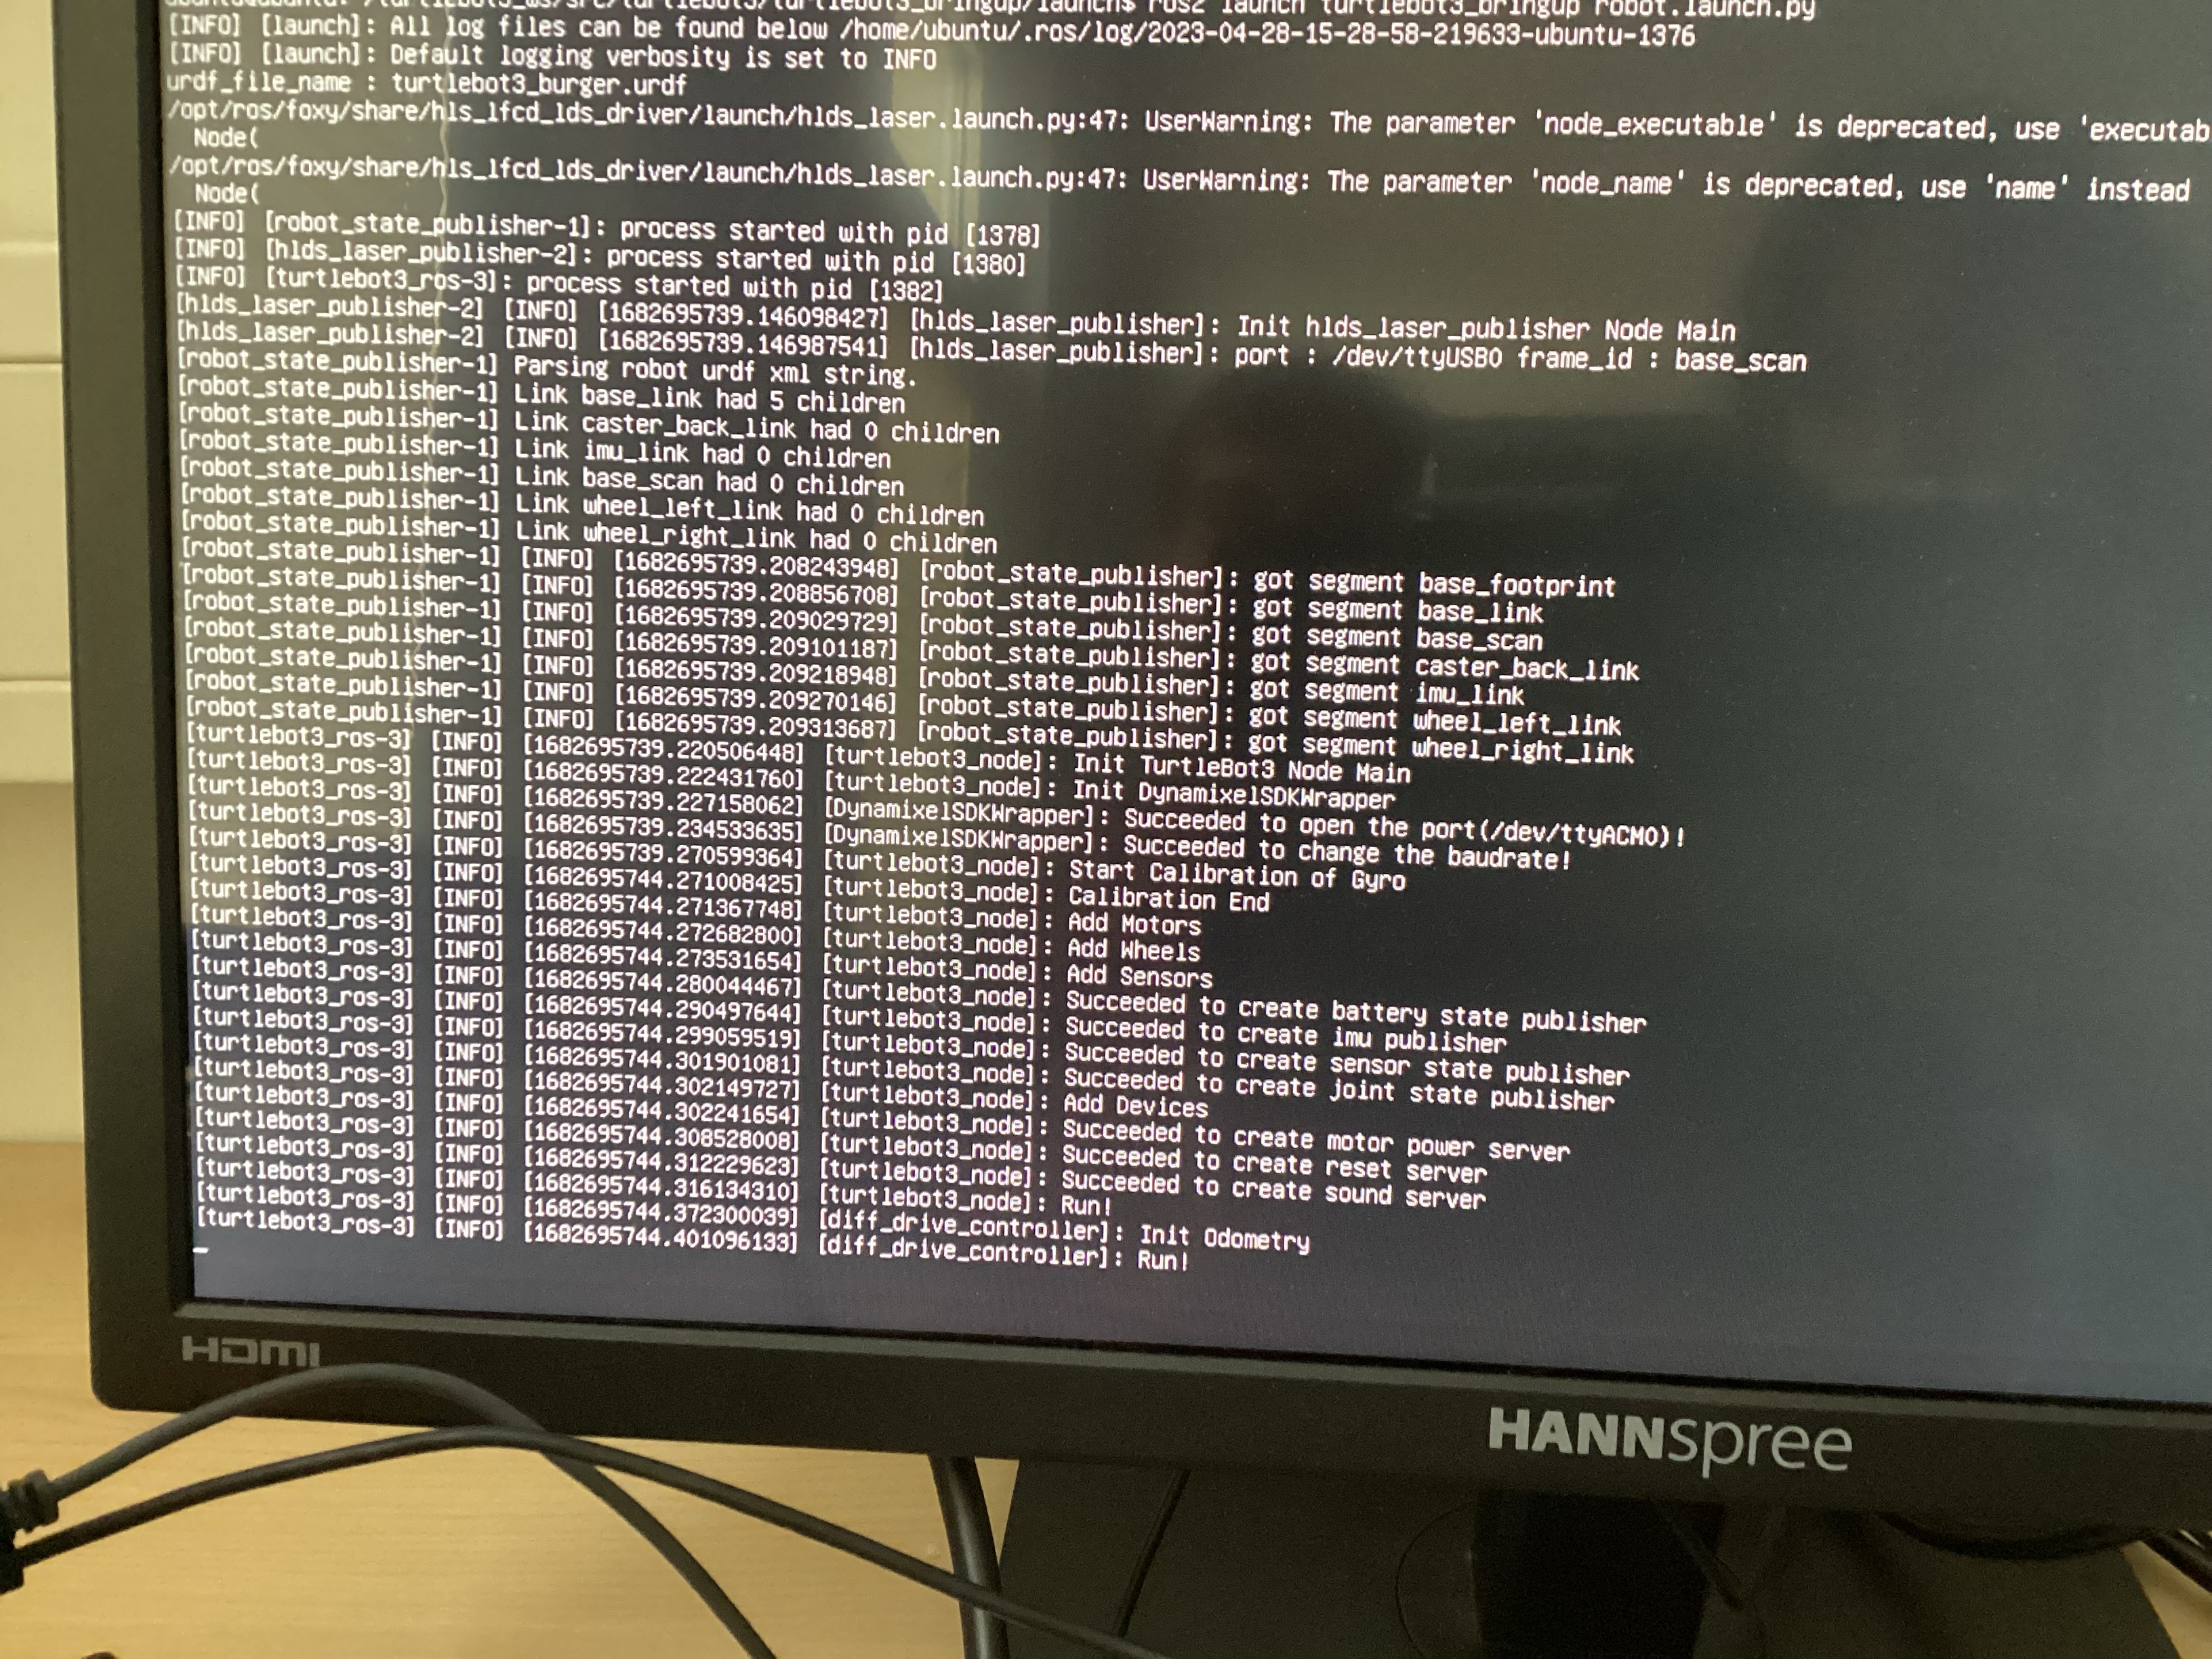 ros2 launch turtlebot3_bringup robot.launch.py
[INFO] [launch]: All log files can be found below /home/ubuntu/.ros/log/2023-04-28-15-28-58-219633-ubuntu-1376
[INFO] [launch]: Default logging verbosity is set to INFO
urdf_file_name : turtlebot3_burger.urdf
/opt/ros/foxy/share/hls_lfcd_lds_driver/launch/hlds_laser.launch.py:47: UserWarning: The parameter 'node_executable' is deprecated, use 'executab
Node(
/opt/ros/foxy/share/hls_lfcd_lds_driver/launch/hlds_laser.launch.py:47: UserWarning: The parameter 'node_name' is deprecated, use 'name' instead
Node(
[INFO] [robot_state_publisher-1]: process started with pid [1378]
[INFO] [hlds_laser_publisher-2]: process started with pid [1380]
[INFO] [turtlebot3_ros-3]: process started with pid [1382]
[hlds_laser_publisher-2] [INFO] [1682695739.146098427] [hlds_laser_publisher]: Init hlds_laser_publisher Node Main
[hlds_laser_publisher-2] [INFO] [1682695739.146987541] [hlds_laser_publisher]: port : /dev/ttyUSB0 frame_id : base_scan
[robot_state_publisher-1] Parsing robot urdf xml string.
[robot_state_publisher-1] Link base_link had 5 children
[robot_state_publisher-1] Link caster_back_link had 0 children
[robot_state_publisher-1] Link imu_link had 0 children
[robot_state_publisher-1] Link base_scan had 0 children
[robot_state_publisher-1] Link wheel_left_link had 0 children
[robot_state_publisher-1] Link wheel_right_link had 0 children
[robot_state_publisher-1] [INFO] [1682695739.208243948] [robot_state_publisher]: got segment base_footprint
[robot_state_publisher-1] [INFO] [1682695739.208856708] [robot_state_publisher]: got segment base_link
[robot_state_publisher-1] [INFO] [1682695739.209029729] [robot_state_publisher]: got segment base_scan
[robot_state_publisher-1] [INFO] [1682695739.209101187] [robot_state_publisher]: got segment caster_back_link
[robot_state_publisher-1] [INFO] [1682695739.209218948] [robot_state_publisher]: got segment imu_link
[robot_state_publisher-1] [INFO] [1682695739.209270146] [robot_state_publisher]: got segment wheel_left_link
[robot_state_publisher-1] [INFO] [1682695739.209313687] [robot_state_publisher]: got segment wheel_right_link
[turtlebot3_ros-3] [INFO] [1682695739.220506448] [turtlebot3_node]: Init TurtleBot3 Node Main
[turtlebot3_ros-3] [INFO] [1682695739.222431760] [turtlebot3_node]: Init DynamixelSDKWrapper
[turtlebot3_ros-3] [INFO] [1682695739.227158062] [DynamixelSDKWrapper]: Succeeded to open the port(/dev/ttyACM0)!
[turtlebot3_ros-3] [INFO] [1682695739.234533635] [DynamixelSDKWrapper]: Succeeded to change the baudrate!
[turtlebot3_ros-3] [INFO] [1682695739.270599364] [turtlebot3_node]: Start Calibration of Gyro
[turtlebot3_ros-3] [INFO] [1682695744.271008425] [turtlebot3_node]: Calibration End
[turtlebot3_ros-3] [INFO] [1682695744.271367748] [turtlebot3_node]: Add Motors
[turtlebot3_ros-3] [INFO] [1682695744.272682800] [turtlebot3_node]: Add Wheels
[turtlebot3_ros-3] [INFO] [1682695744.273531654] [turtlebot3_node]: Add Sensors
[turtlebot3_ros-3] [INFO] [1682695744.280044467] [turtlebot3_node]: Succeeded to create battery state publisher
[turtlebot3_ros-3] [INFO] [1682695744.290497644] [turtlebot3_node]: Succeeded to create imu publisher
[turtlebot3_ros-3] [INFO] [1682695744.299059519] [turtlebot3_node]: Succeeded to create sensor state publisher
[turtlebot3_ros-3] [INFO] [1682695744.301901081] [turtlebot3_node]: Succeeded to create joint state publisher
[turtlebot3_ros-3] [INFO] [1682695744.302149727] [turtlebot3_node]: Add Devices
[turtlebot3_ros-3] [INFO] [1682695744.302241654] [turtlebot3_node]: Succeeded to create motor power server
[turtlebot3_ros-3] [INFO] [1682695744.308528008] [turtlebot3_node]: Succeeded to create reset server
[turtlebot3_ros-3] [INFO] [1682695744.312229623] [turtlebot3_node]: Succeeded to create sound server
[turtlebot3_ros-3] [INFO] [1682695744.316134310] [turtlebot3_node]: Run!
[turtlebot3_ros-3] [INFO] [1682695744.372300039] [diff_drive_controller]: Init Odometry
[turtlebot3_ros-3] [INFO] [1682695744.401096133] [diff_drive_controller]: Run!
HDMI
HANNspree